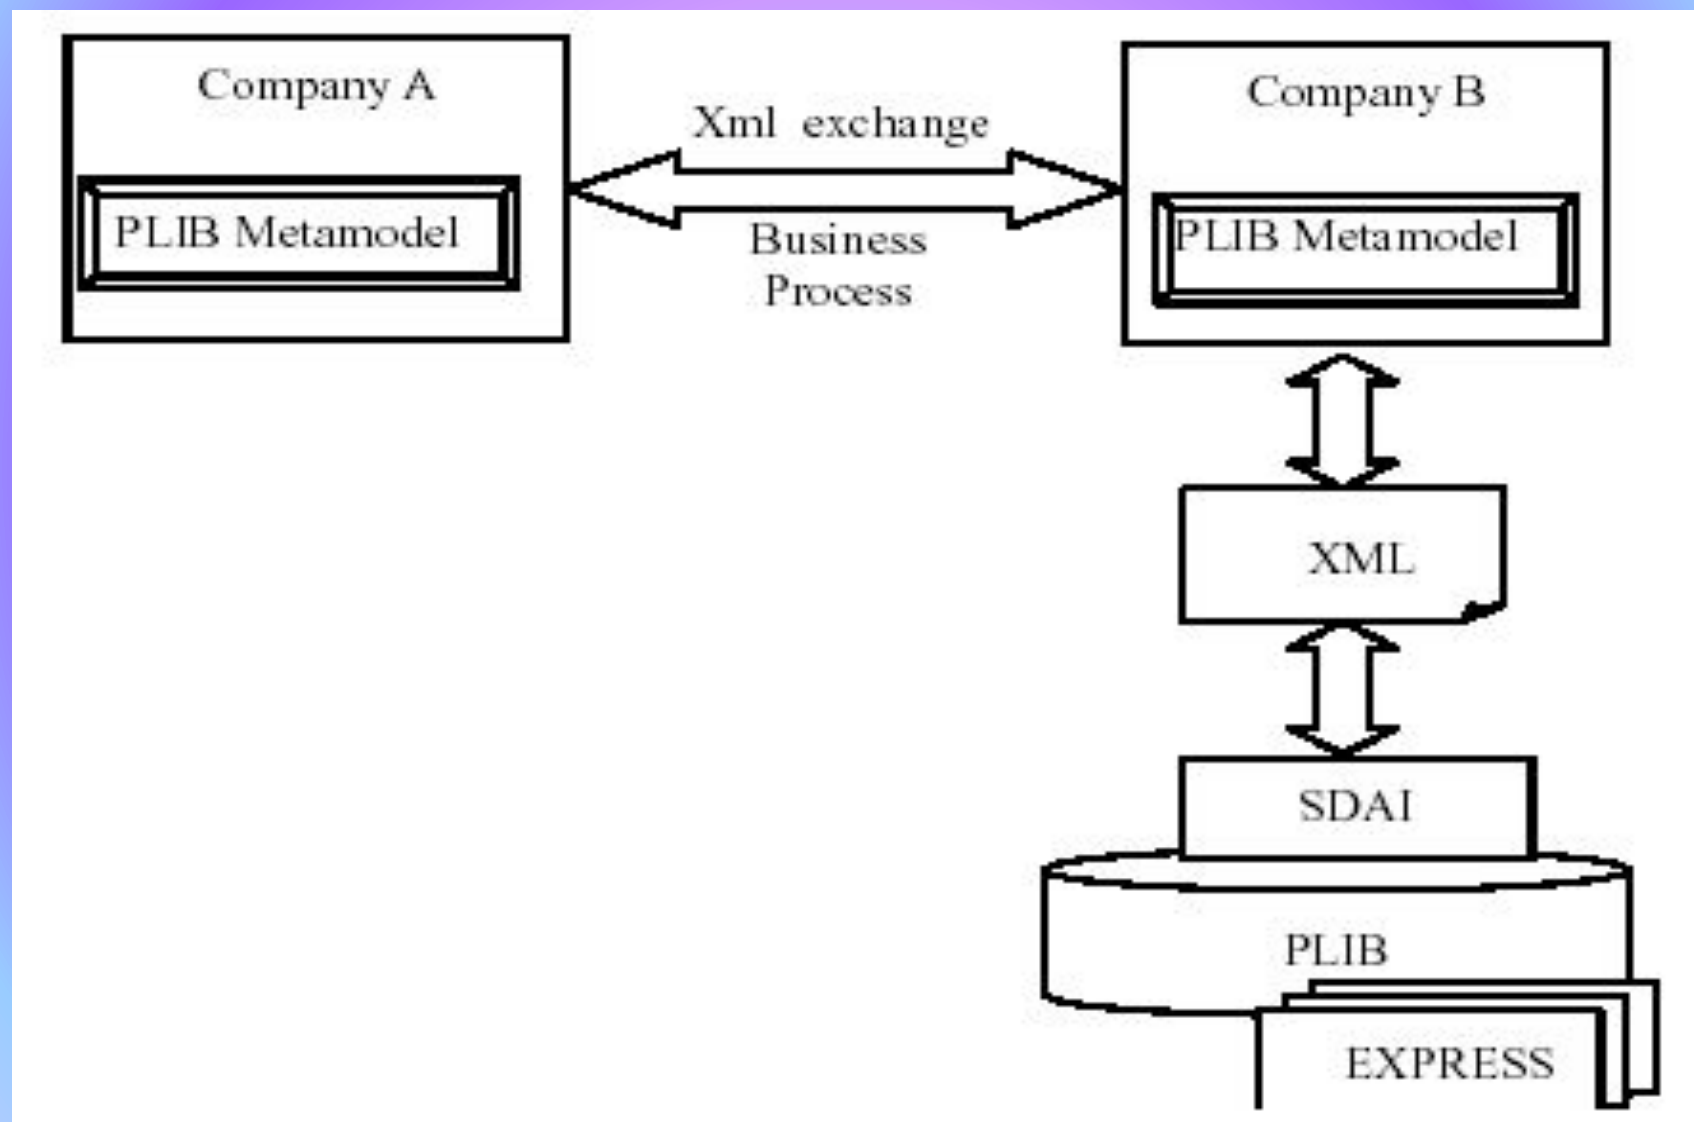 Company A
PLIB Metamodel
Xml exchange
Business
Process
Company B
PLIB Metamodel
XML
SDAI
PLIB
EXPRESS